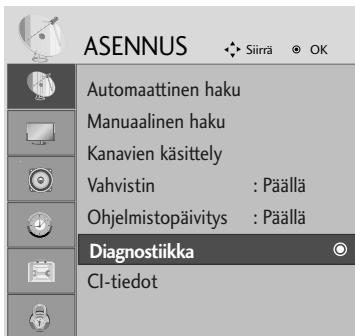 ASENNUS Siirrä OK
Automaattinen haku
Manuaalinen haku
Kanavien käsittely
Vahvistin : Päällä
Ohjelmistopäivitys : Päällä
Diagnostiikka
CI-tiedot